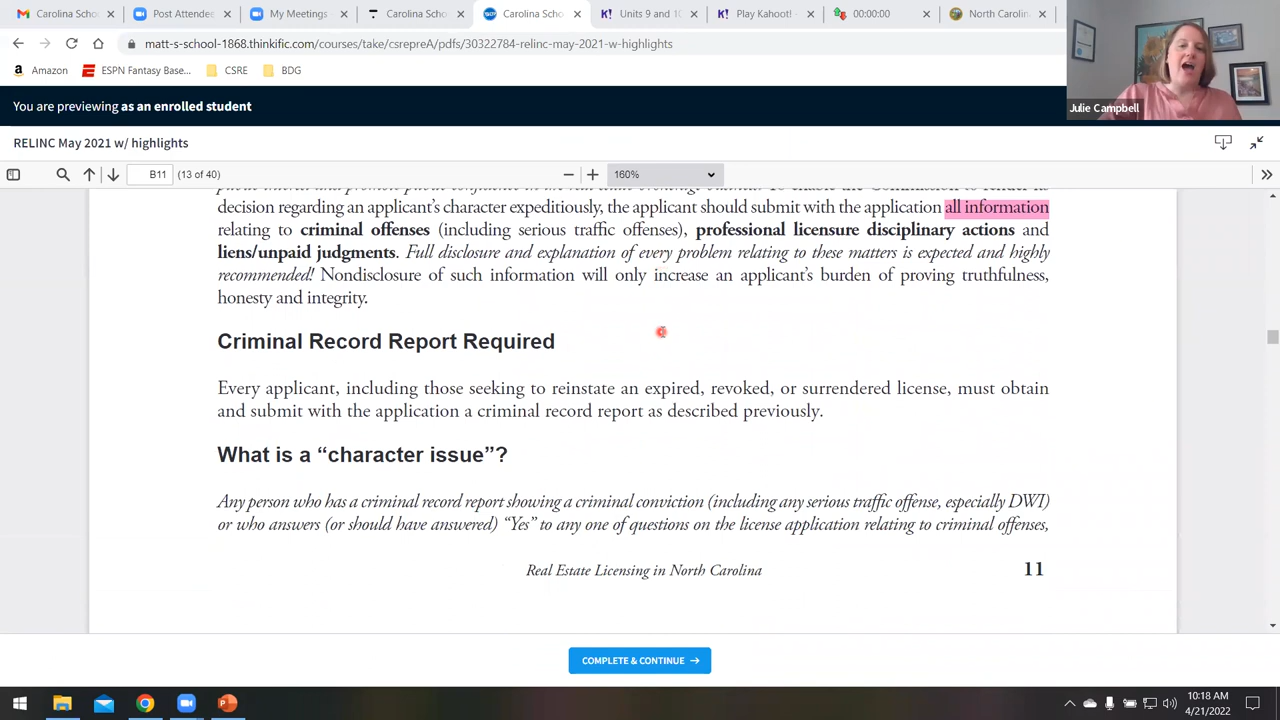 Carolina Scho
Post Attendee
My Meetings -
Carolina Scho
Carolina Scho
Units 9 and 10
Play Kahoot! -
00:00:00
North Carolin
matt-s-school-1868.thinkific.com/courses/take/csreprepA/pdfs/30322784-relinc-may-2021-w-highlights
Amazon
ESPN Fantasy Base...
CSRE
BDG
Julie Campbell
You are previewing as an enrolled student
RELINC May 2021 w/ highlights
B11 (13 of 40)
160%
decision regarding an applicant's character expeditiously, the applicant should submit with the application all information
relating to criminal offenses (including serious traffic offenses), professional licensure disciplinary actions and
liens/unpaid judgments. Full disclosure and explanation of every problem relating to these matters is expected and highly
recommended! Nondisclosure of such information will only increase an applicant's burden of proving truthfulness,
honesty and integrity.
Criminal Record Report Required
Every applicant, including those seeking to reinstate an expired, revoked, or surrendered license, must obtain
and submit with the application a criminal record report as described previously.
What is a “character issue”?
Any person who has a criminal record report showing a criminal conviction (including any serious traffic offense, especially DWI)
or who answers (or should have answered) “Yes” to any one of questions on the license application relating to criminal offenses,
Real Estate Licensing in North Carolina
11
COMPLETE & CONTINUE →
10:18 AM
4/21/2022